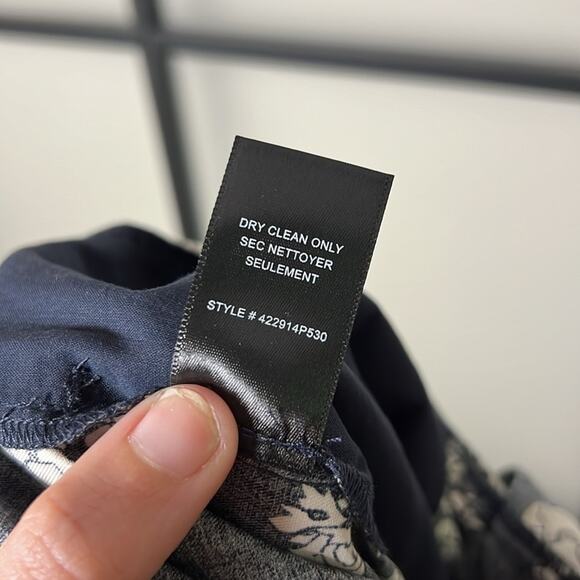 DRY CLEAN ONLY
SEC NETTOYER
SEULEMENT
STYLE # 422914P530